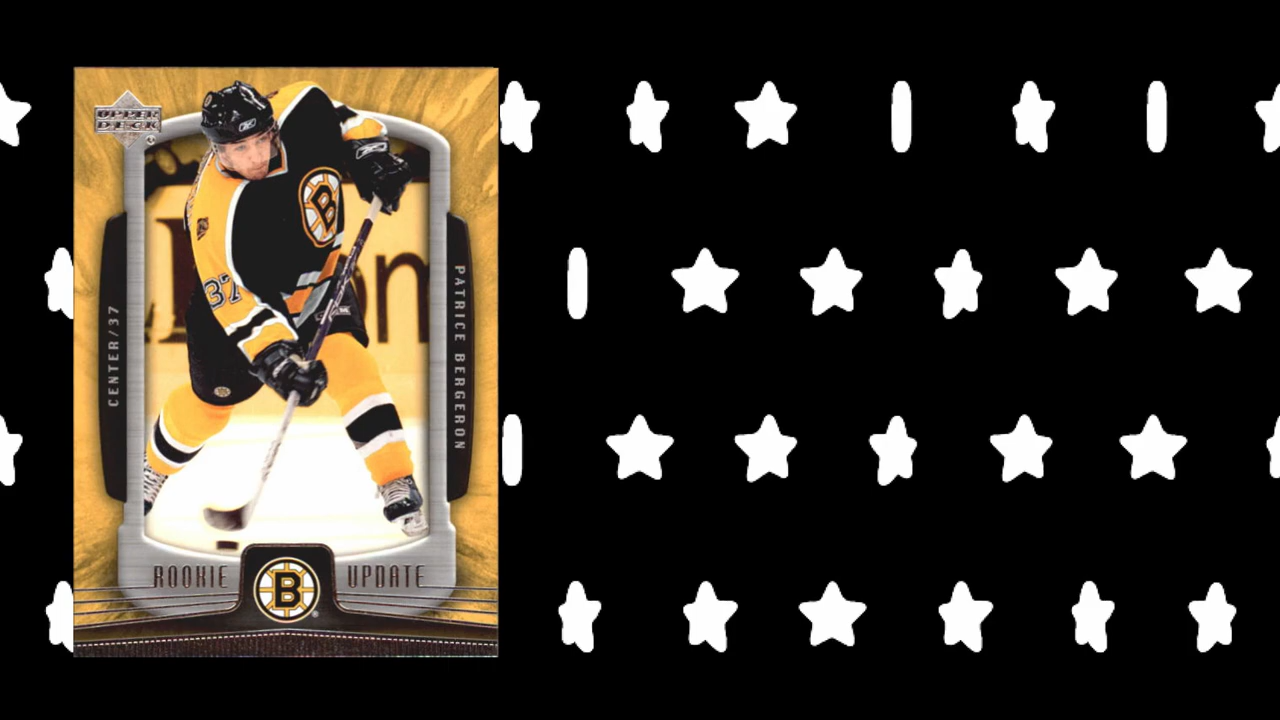 UPPER
DECK
37
B
CENTER/37
PATRICE BERGERON
ROOKIE
B
UPDATE